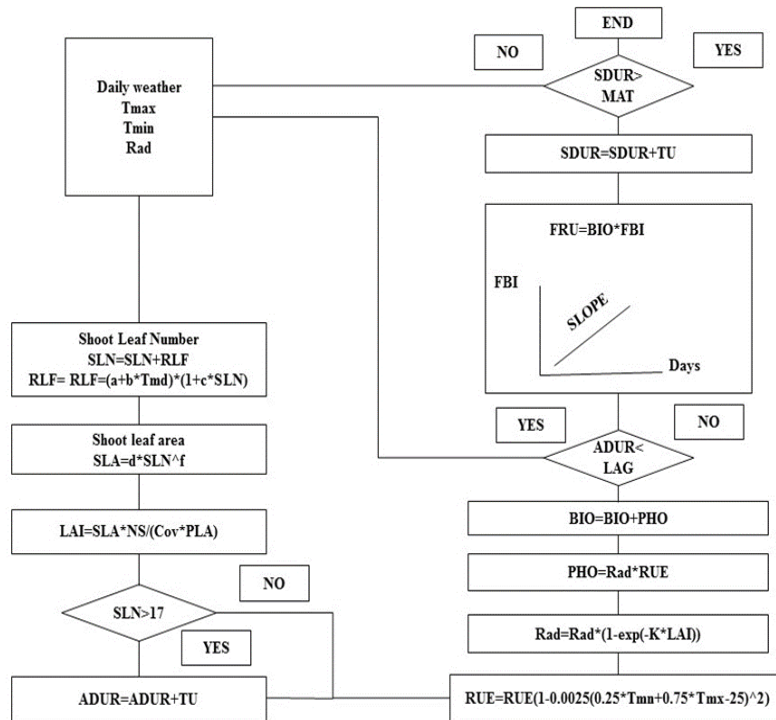 Daily weather
Tmax
Tmin
Rad
Shoot Leaf Number
SLN=SLN+RLF
RLF= RLF=(a+b*Tmd)*(1+c*SLN)
Shoot leaf area
SLA=d*SLN^f
LAI=SLA*NS/(Cov*PLA)
NO
SLN>17
YES
ADUR=ADUR+TU
END
NO
YES
SDUR>
MAT
SDUR=SDUR+TU
FRU=BIO*FBI
FBI
SLOPE
Days
YES
NO
ADUR<
LAG
BIO=BIO+PHO
PHO=Rad*RUE
Rad=Rad*(1-exp(-K*LAI))
RUE=RUE(1-0.0025(0.25*Tmn+0.75*Tmx-25)^2)